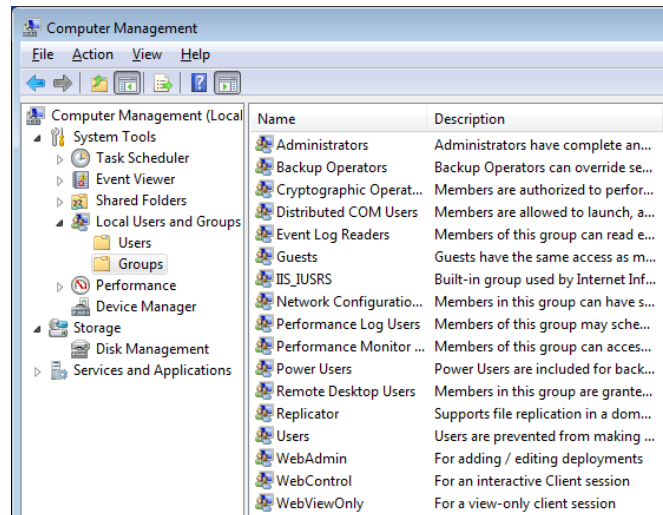 Computer Management
File Action View Help
Computer Management (Local
System Tools
Task Scheduler
Event Viewer
Shared Folders
Local Users and Groups
Users
Groups
Performance
Device Manager
Storage
Disk Management
Services and Applications
Name Description
Administrators Administrators have complete an...
Backup Operators Backup Operators can override se...
Cryptographic Operat... Members are authorized to perfor...
Distributed COM Users Members are allowed to launch, a...
Event Log Readers Members of this group can read e...
Guests Guests have the same access as m...
IIS_IUSRS Built-in group used by Internet Inf...
Network Configuratio... Members in this group can have s...
Performance Log Users Members of this group may sche...
Performance Monitor ... Members of this group can acces...
Power Users Power Users are included for back...
Remote Desktop Users Members in this group are grante...
Replicator Supports file replication in a dom...
Users Users are prevented from making ...
WebAdmin For adding / editing deployments
WebControl For an interactive Client session
WebViewOnly For a view-only client session